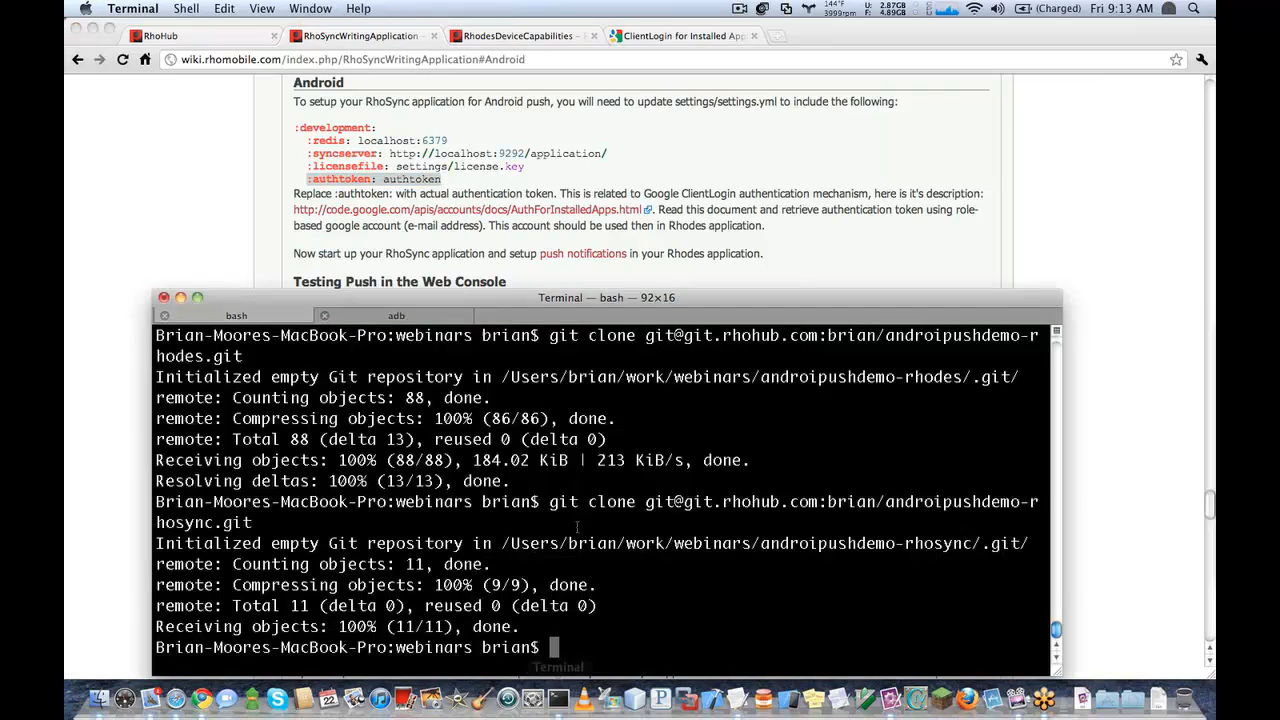 Terminal Shell Edit View Window Help 144°F 3999rpm U: 2.87GB F: 4.89GB (Charged) Fri 9:13 AM
RhoHub RhoSyncWritingApplication - RhodesDeviceCapabilities - ClientLogin for Installed App
wiki.rhomobile.com/index.php/RhoSyncWritingApplication#Android
Android
To setup your RhoSync application for Android push, you will need to update settings/settings.yml to include the following:
:development:
:redis: localhost:6379
:syncserver: http://localhost:9292/application/
:licensefile: settings/license.key
:authtoken: authtoken
Replace :authtoken: with actual authentication token. This is related to Google ClientLogin authentication mechanism, here is it's description:
http://code.google.com/apis/accounts/docs/AuthForInstalledApps.html . Read this document and retrieve authentication token using role-
based google account (e-mail address). This account should be used then in Rhodes application.
Now start up your RhoSync application and setup push notifications in your Rhodes application.
Testing Push in the Web Console
Terminal — bash — 92×16
bash adb
Brian-Moores-MacBook-Pro:webinars brian$ git clone git@git.rhohub.com:brian/androipushdemo-r
hodes.git
Initialized empty Git repository in /Users/brian/work/webinars/androipushdemo-rhodes/.git/
remote: Counting objects: 88, done.
remote: Compressing objects: 100% (86/86), done.
remote: Total 88 (delta 13), reused 0 (delta 0)
Receiving objects: 100% (88/88), 184.02 KiB | 213 KiB/s, done.
Resolving deltas: 100% (13/13), done.
Brian-Moores-MacBook-Pro:webinars brian$ git clone git@git.rhohub.com:brian/androipushdemo-r
hosync.git
Initialized empty Git repository in /Users/brian/work/webinars/androipushdemo-rhosync/.git/
remote: Counting objects: 11, done.
remote: Compressing objects: 100% (9/9), done.
remote: Total 11 (delta 0), reused 0 (delta 0)
Receiving objects: 100% (11/11), done.
Brian-Moores-MacBook-Pro:webinars brian$
Terminal